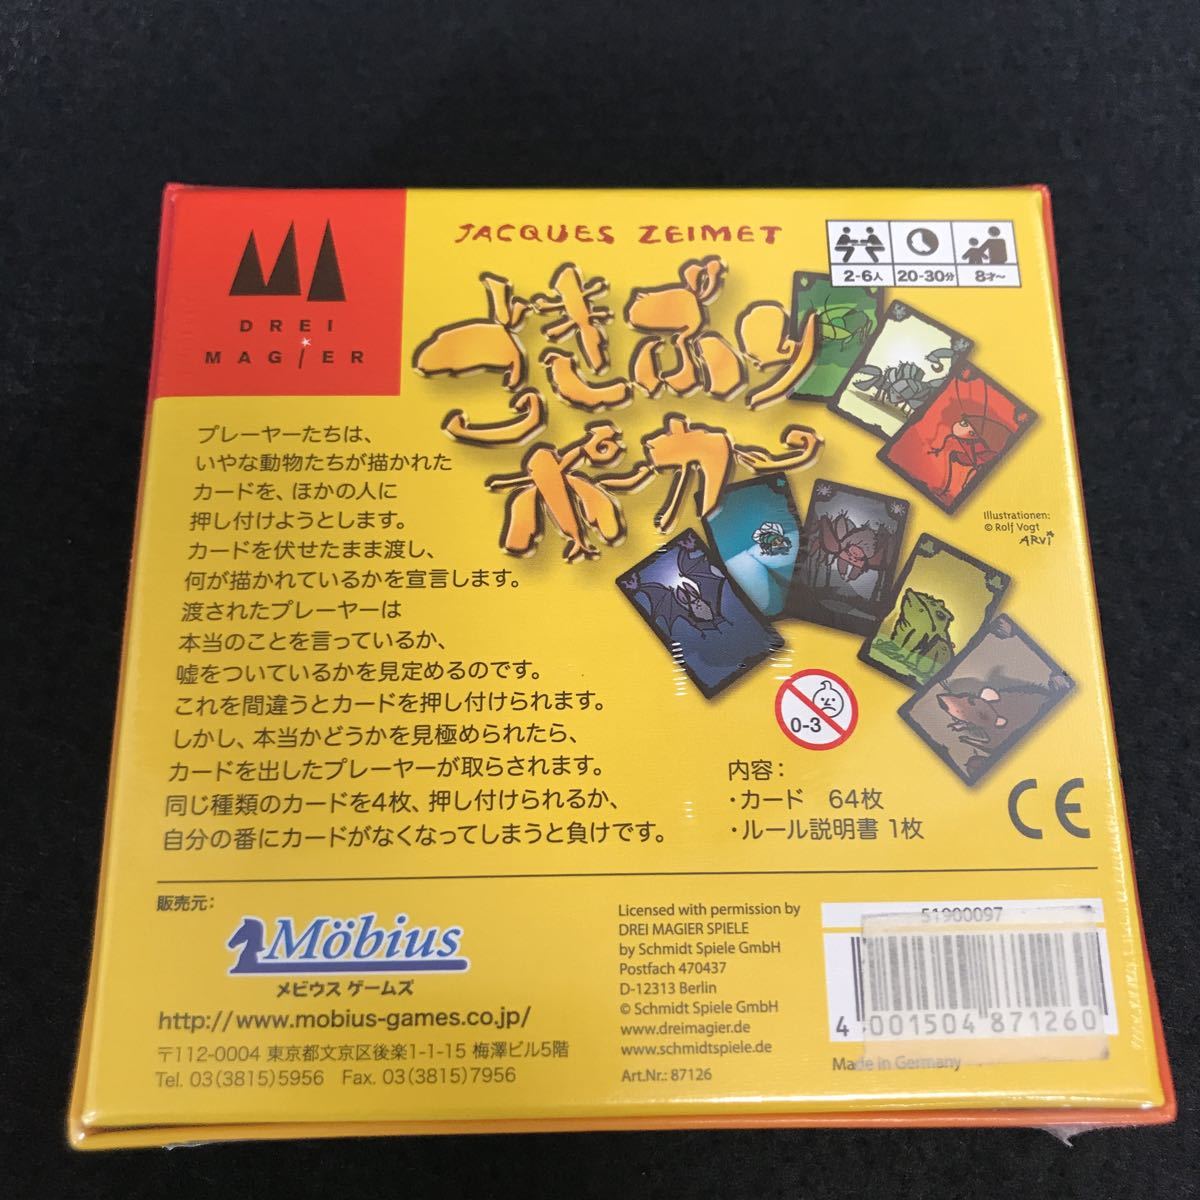 DREI
MAGIER
JACQUES ZEIMET
ごきぶり
ポーカー
2-6人
20-30分
8才～
プレーヤーたちは、
いやな動物たちが描かれた
カードを、ほかの人に
押し付けようとします。
カードを伏せたまま渡し、
何が描かれているかを宣言します。
渡されたプレーヤーは
本当のことを言っているか、
嘘をついているかを見定めるのです。
これを間違うとカードを押し付けられます。
しかし、本当かどうかを見極められたら、
カードを出したプレーヤーが取らされます。
同じ種類のカードを4枚、押し付けられるか、
自分の番にカードがなくなってしまうと負けです。
Illustrationen:
© Rolf Vogt
ARVi
0-3
内容：
・カード 64枚
・ルール説明書 1枚
CE
販売元：
Möbius
メビウス ゲームズ
http://www.mobius-games.co.jp/
〒112-0004 東京都文京区後楽1-1-15 梅澤ビル5階
Tel. 03(3815)5956 Fax. 03(3815)7956
Licensed with permission by
DREI MAGIER SPIELE
by Schmidt Spiele GmbH
Postfach 470437
D-12313 Berlin
© Schmidt Spiele GmbH
www.dreimagier.de
www.schmidtspiele.de
Art.Nr.: 87126
51900097
4 001504 871260
Made in Germany